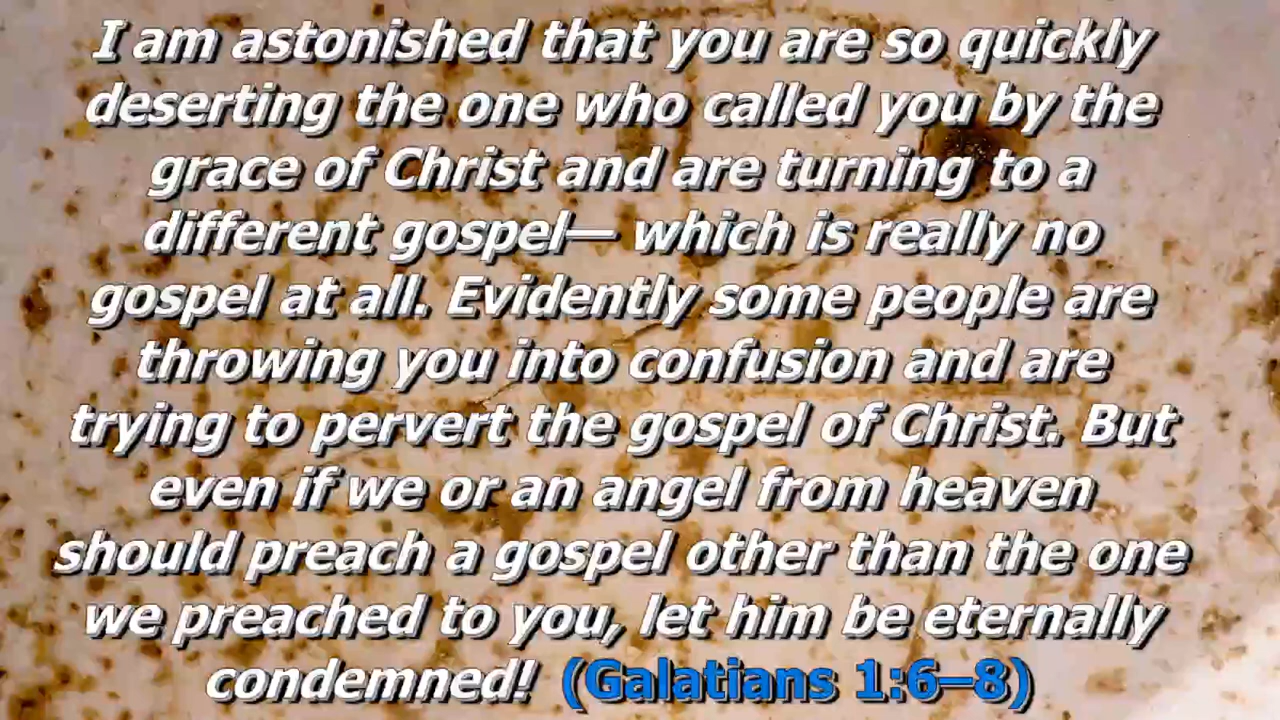 I am astonished that you are so quickly
deserting the one who called you by the
grace of Christ and are turning to a
different gospel— which is really no
gospel at all. Evidently some people are
throwing you into confusion and are
trying to pervert the gospel of Christ. But
even if we or an angel from heaven
should preach a gospel other than the one
we preached to you, let him be eternally
condemned! (Galatians 1:6–8)